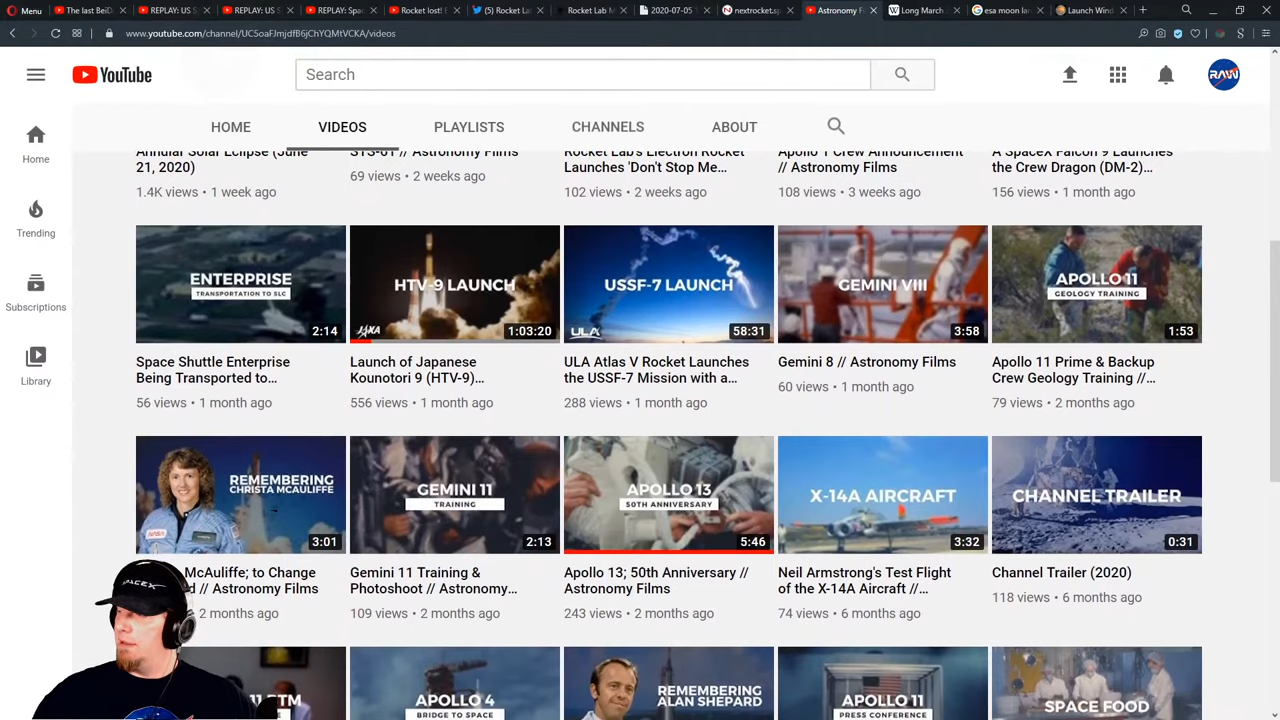 Menu
The last BeiD
REPLAY: US S
REPLAY: US S
REPLAY: Spa
Rocket lost! E
(5) Rocket La
Rocket Lab M
2020-07-05 1
nextrocket.sp
Astronomy F
Long March
esa moon lan
Launch Wind
www.youtube.com/channel/UC5oaFJmjdfB6jChYQMtVCKA/videos
YouTube
Search
RAW
HOME
VIDEOS
PLAYLISTS
CHANNELS
ABOUT
Home
Trending
Subscriptions
Library
Annular Solar Eclipse (June
21, 2020)
1.4K views • 1 week ago
STS-61 // Astronomy Films
69 views • 2 weeks ago
Rocket Lab's Electron Rocket
Launches 'Don't Stop Me...
102 views • 2 weeks ago
Apollo 1 Crew Announcement
// Astronomy Films
108 views • 3 weeks ago
A SpaceX Falcon 9 Launches
the Crew Dragon (DM-2)...
156 views • 1 month ago
ENTERPRISE
TRANSPORTATION TO SLC
2:14
Space Shuttle Enterprise
Being Transported to...
56 views • 1 month ago
HTV-9 LAUNCH
JAXA
1:03:20
Launch of Japanese
Kounotori 9 (HTV-9)...
556 views • 1 month ago
USSF-7 LAUNCH
ULA
58:31
ULA Atlas V Rocket Launches
the USSF-7 Mission with a...
288 views • 1 month ago
GEMINI VIII
3:58
Gemini 8 // Astronomy Films
60 views • 1 month ago
APOLLO 11
GEOLOGY TRAINING
1:53
Apollo 11 Prime & Backup
Crew Geology Training //...
79 views • 2 months ago
REMEMBERING
CHRISTA MCAULIFFE
3:01
McAuliffe; to Change
d // Astronomy Films
2 months ago
GEMINI 11
TRAINING
2:13
Gemini 11 Training &
Photoshoot // Astronomy...
109 views • 2 months ago
APOLLO 13
50TH ANNIVERSARY
5:46
Apollo 13; 50th Anniversary //
Astronomy Films
243 views • 2 months ago
X-14A AIRCRAFT
3:32
Neil Armstrong's Test Flight
of the X-14A Aircraft //...
74 views • 6 months ago
CHANNEL TRAILER
0:31
Channel Trailer (2020)
118 views • 6 months ago
SPACEX
APOLLO 4
BRIDGE TO SPACE
REMEMBERING
ALAN SHEPARD
APOLLO 11
PRESS CONFERENCE
SPACE FOOD